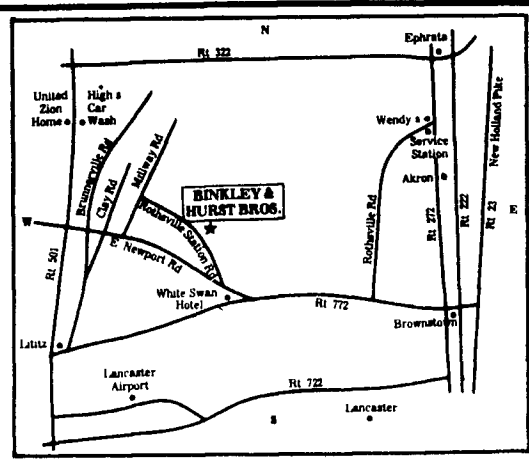 N
Ephrata
Rt 322
United
Zion
Home
High s
Car
Wash
Brunnerville Rd
Clay Rd
Millway Rd
Wendy s
Service
Station
New Holland Pike
Akron
BINKLEY &
HURST BROS.
Rothsville Station Rd
Rothsville Rd
Rt 272
Rt 222
Rt 23
E
W
E Newport Rd
Rt 501
White Swan
Hotel
Rt 772
Brownstown
Lititz
Lancaster
Airport
Rt 722
Lancaster
S